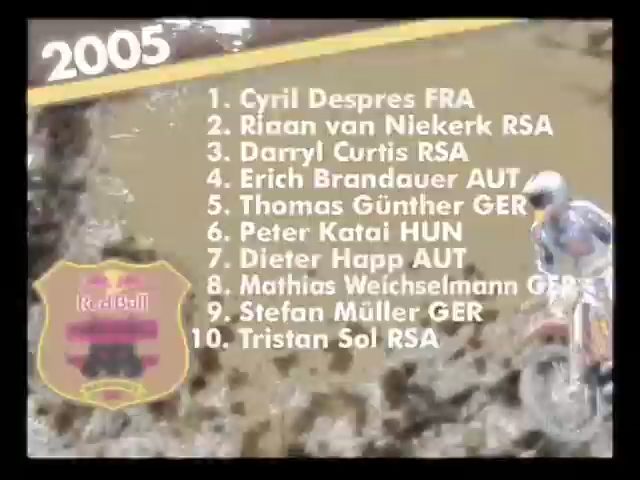 2005
1. Cyril Despres FRA
2. Riaan van Niekerk RSA
3. Darryl Curtis RSA
4. Erich Brandauer AUT
5. Thomas Günther GER
6. Peter Katai HUN
7. Dieter Happ AUT
8. Mathias Weichselmann GER
9. Stefan Müller GER
10. Tristan Sol RSA
Red Bull